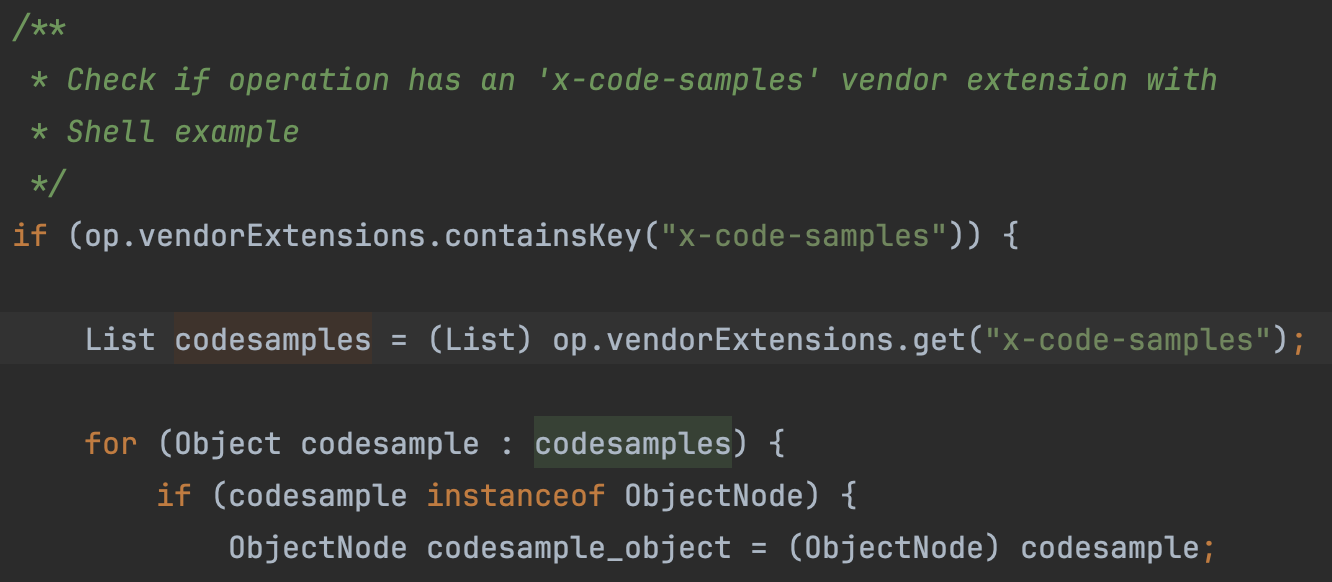 /**
 * Check if operation has an 'x-code-samples' vendor extension with
 * Shell example
 */
if (op.vendorExtensions.containsKey("x-code-samples")) {
    List codesamples = (List) op.vendorExtensions.get("x-code-samples");
    for (Object codesample : codesamples) {
        if (codesample instanceof ObjectNode) {
            ObjectNode codesample_object = (ObjectNode) codesample;